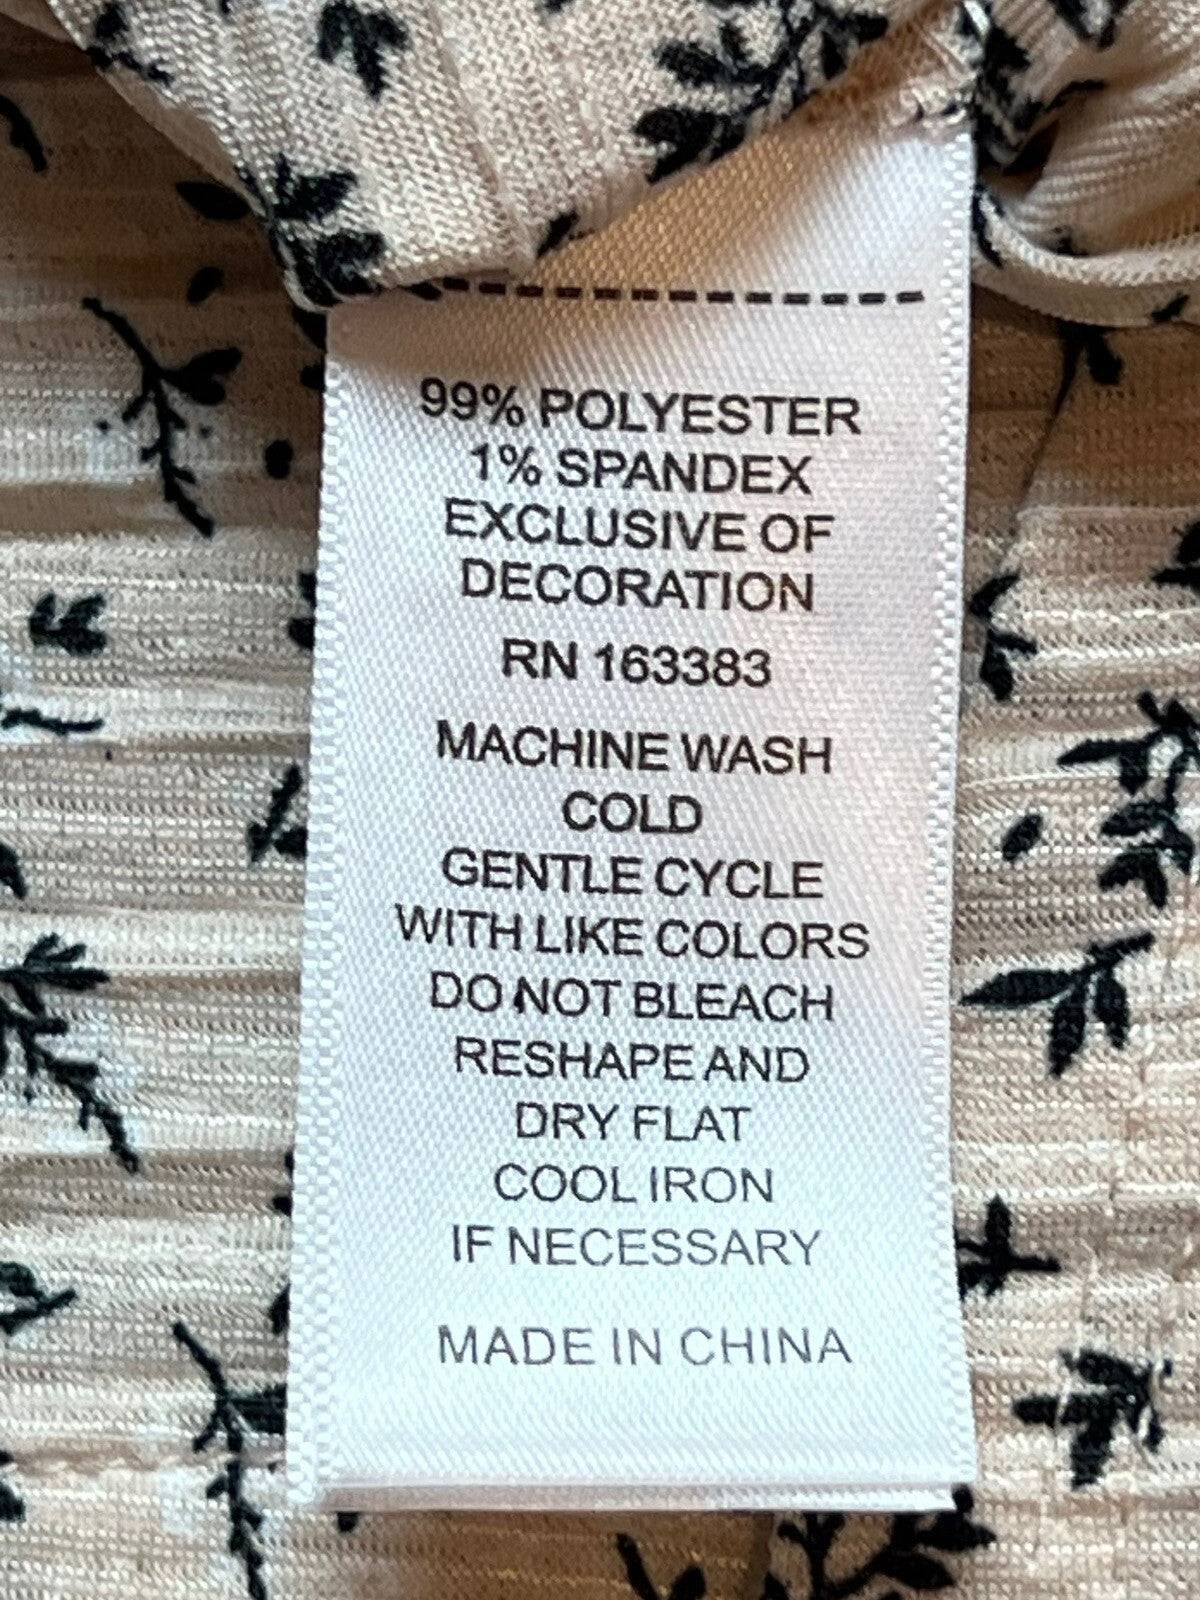 99% POLYESTER
1% SPANDEX
EXCLUSIVE OF
DECORATION
RN 163383
MACHINE WASH
COLD
GENTLE CYCLE
WITH LIKE COLORS
DO NOT BLEACH
RESHAPE AND
DRY FLAT
COOL IRON
IF NECESSARY
MADE IN CHINA